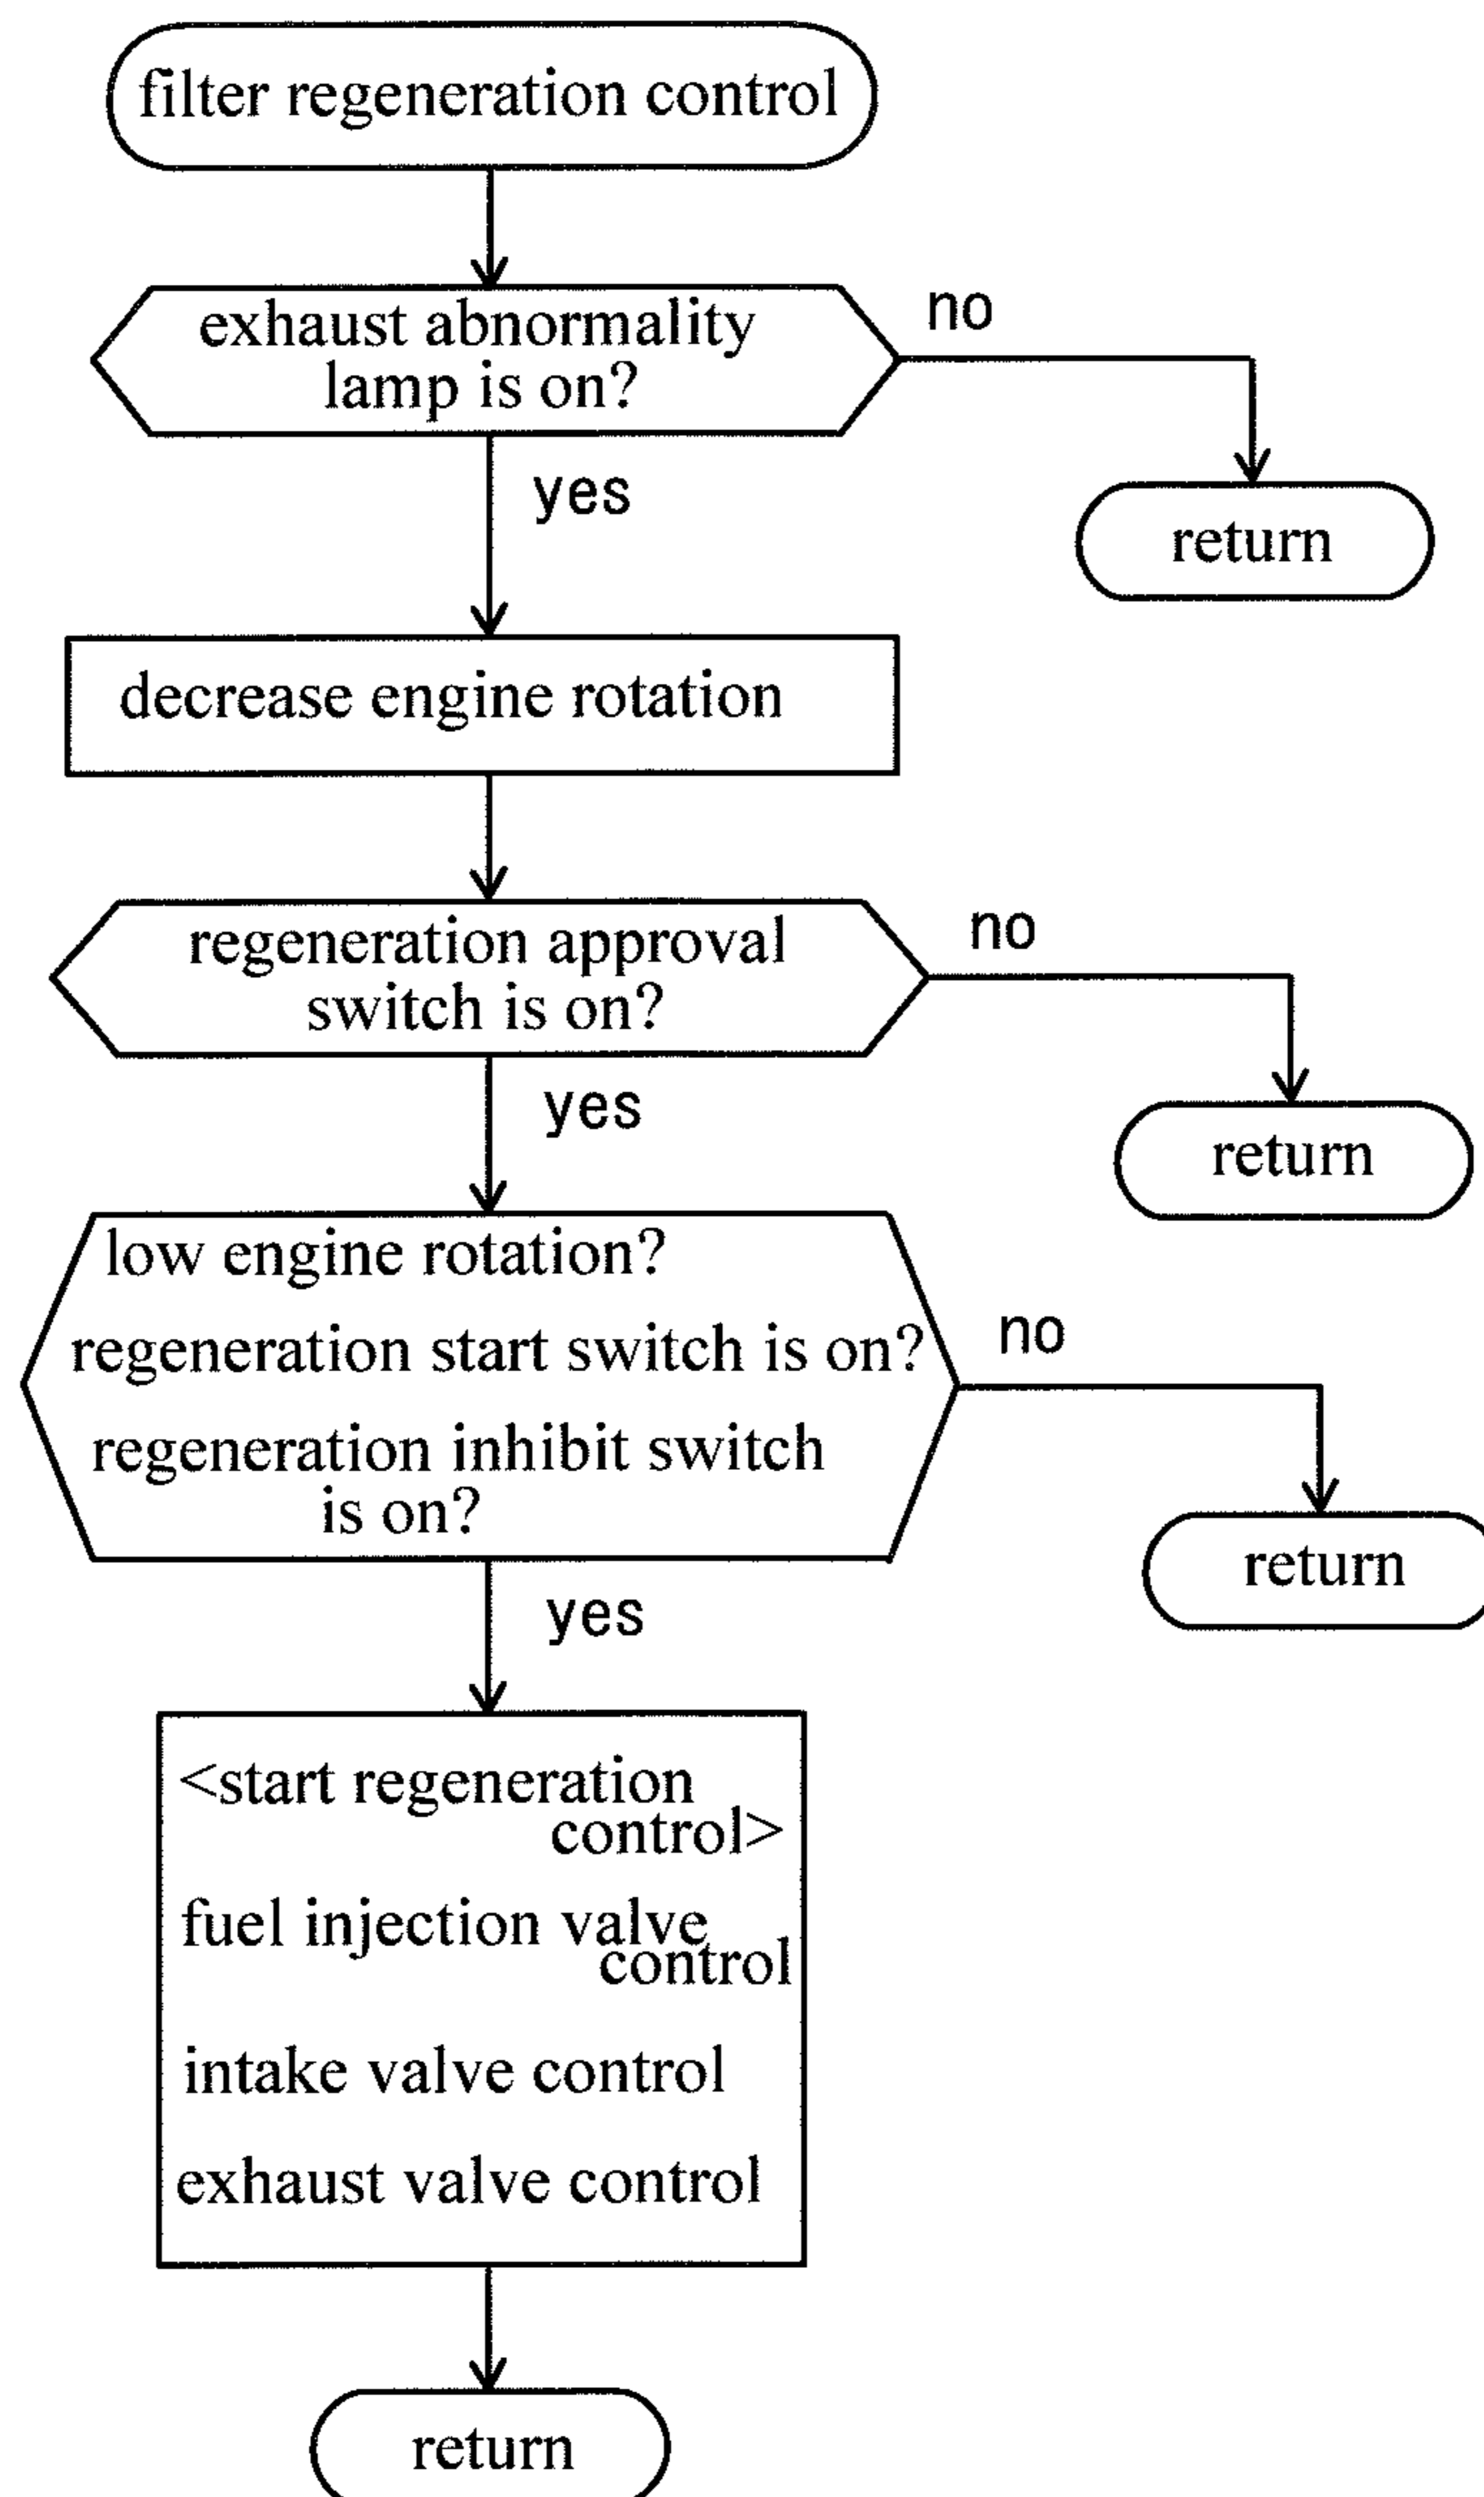 filter regeneration control
exhaust abnormality
lamp is on?
no
yes
return
decrease engine rotation
regeneration approval
switch is on?
no
yes
return
low engine rotation?
regeneration start switch is on?
regeneration inhibit switch
is on?
no
yes
return
<start regeneration
control>
fuel injection valve
control
intake valve control
exhaust valve control
return